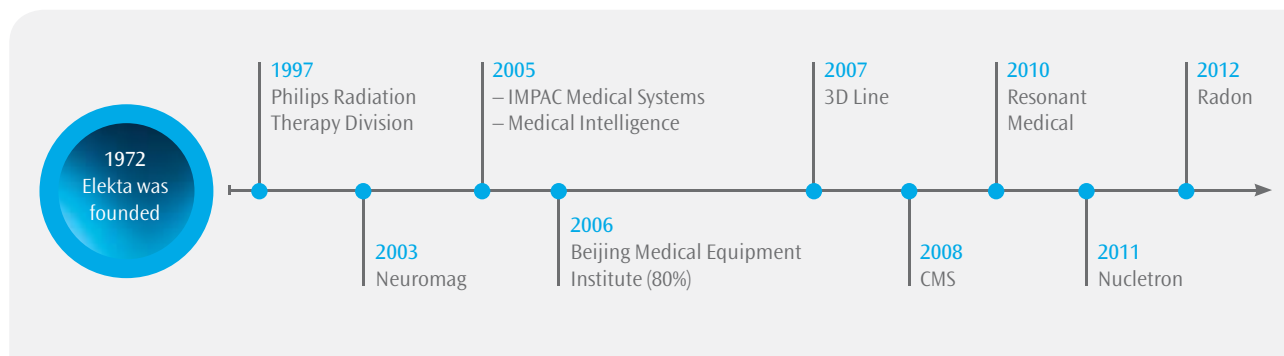 1972
Elekta was
founded
1997
Philips Radiation
Therapy Division
2003
Neuromag
2005
– IMPAC Medical Systems
– Medical Intelligence
2006
Beijing Medical Equipment
Institute (80%)
2007
3D Line
2008
CMS
2010
Resonant
Medical
2011
Nucletron
2012
Radon